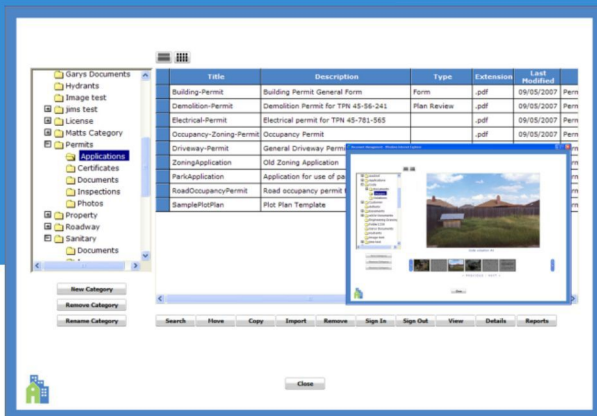 Garys Documents
Hydrants
Image test
jims test
License
Matts Category
Permits
Applications
Certificates
Documents
Inspections
Photos
Property
Roadway
Sanitary
Documents
New Category
Remove Category
Rename Category
Title Description Type Extension Last Modified
Building-Permit Building Permit General Form Form .pdf 09/05/2007 Perm
Demolition-Permit Demolition Permit for TPN 45-56-241 Plan Review .pdf 09/05/2007 Perm
Electrical-Permit Electrical permit for TPN 45-781-565 .pdf 09/05/2007 Perm
Occupancy-Zoning-Permit Occupancy Permit .pdf 09/05/2007 Perm
Driveway-Permit General Driveway Permi
ZoningApplication Old Zoning Application
ParkApplication Application for use of pa
RoadOccupancyPermit Road occupancy permit
SamplePlotPlan Plot Plan Template
Search Move Copy Import Remove Sign In Sign Out View Details Reports
Close